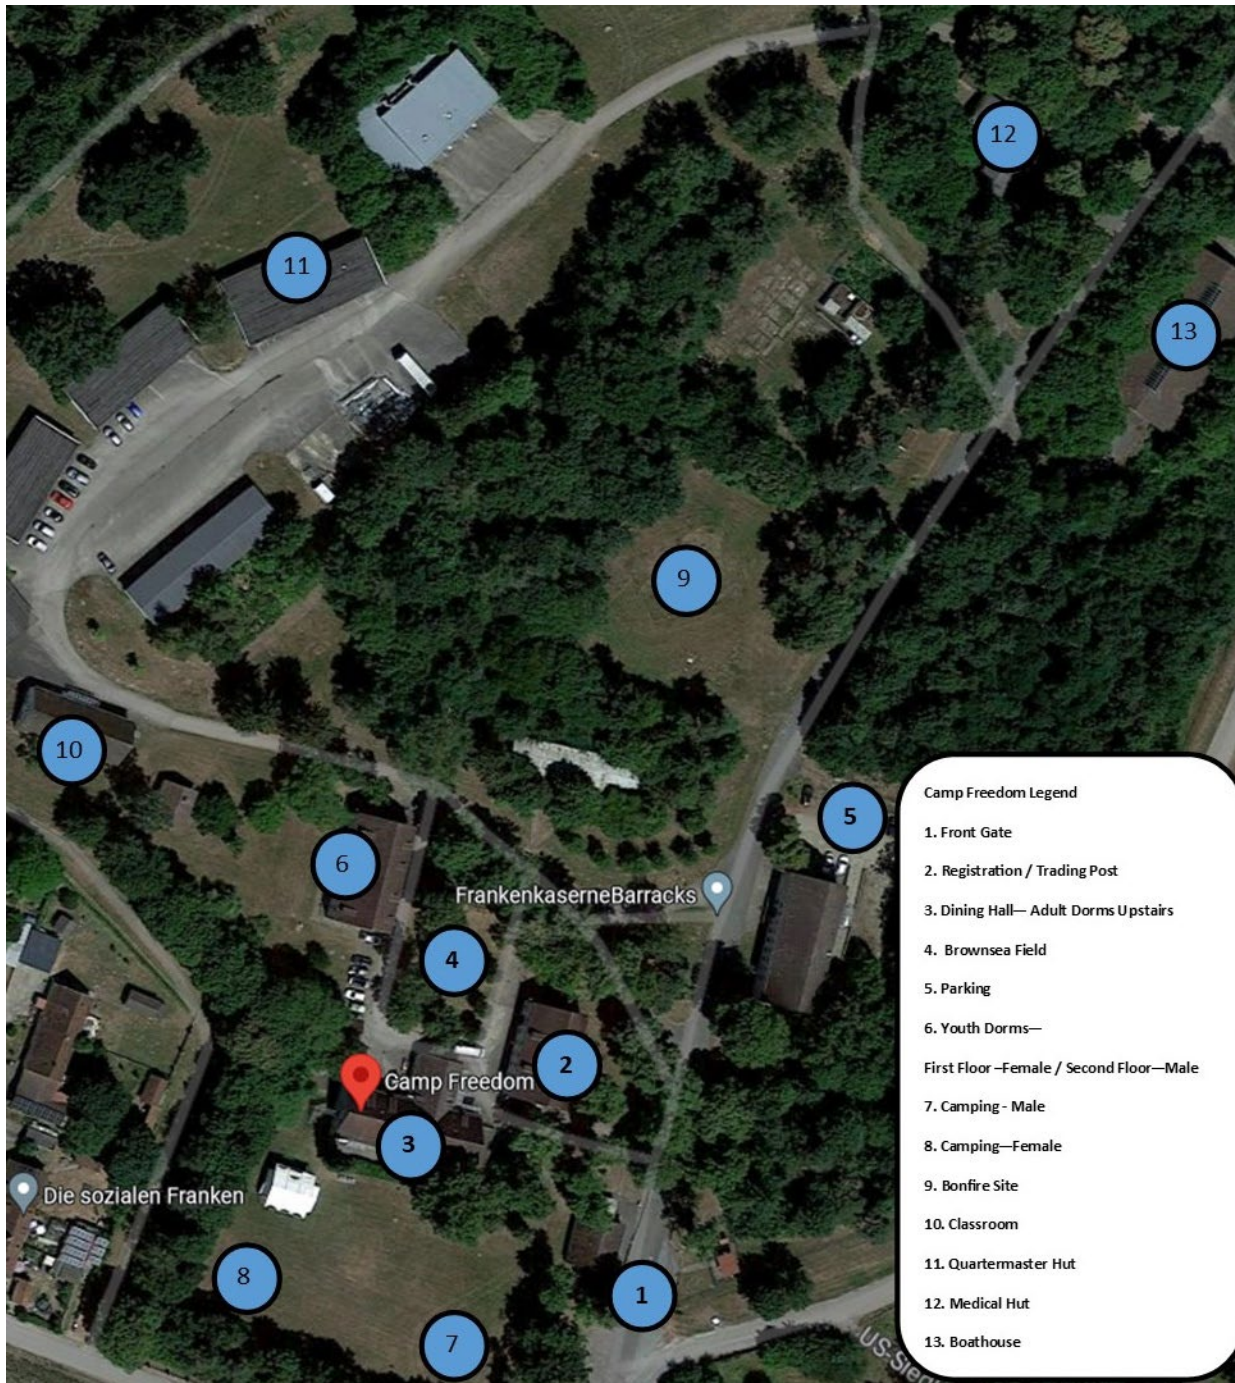 12
11
13
9
10
5
6
FrankenkaserneBarracks
4
2
Camp Freedom
3
Die sozialen Franken
8
1
7
Camp Freedom Legend
1. Front Gate
2. Registration / Trading Post
3. Dining Hall— Adult Dorms Upstairs
4. Brownsea Field
5. Parking
6. Youth Dorms—
First Floor –Female / Second Floor—Male
7. Camping - Male
8. Camping—Female
9. Bonfire Site
10. Classroom
11. Quartermaster Hut
12. Medical Hut
13. Boathouse